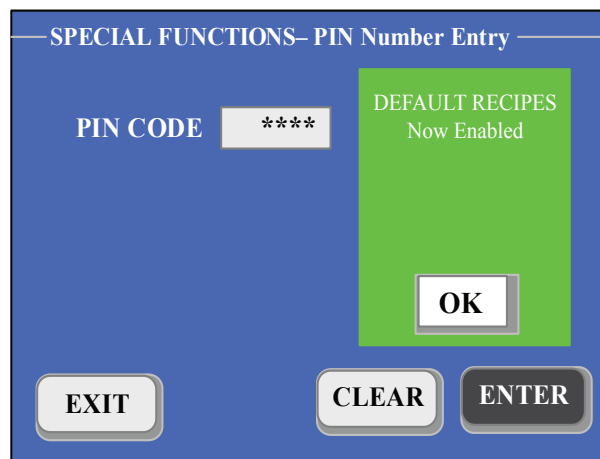 SPECIAL FUNCTIONS– PIN Number Entry
PIN CODE ****
DEFAULT RECIPES
Now Enabled
OK
EXIT
CLEAR
ENTER